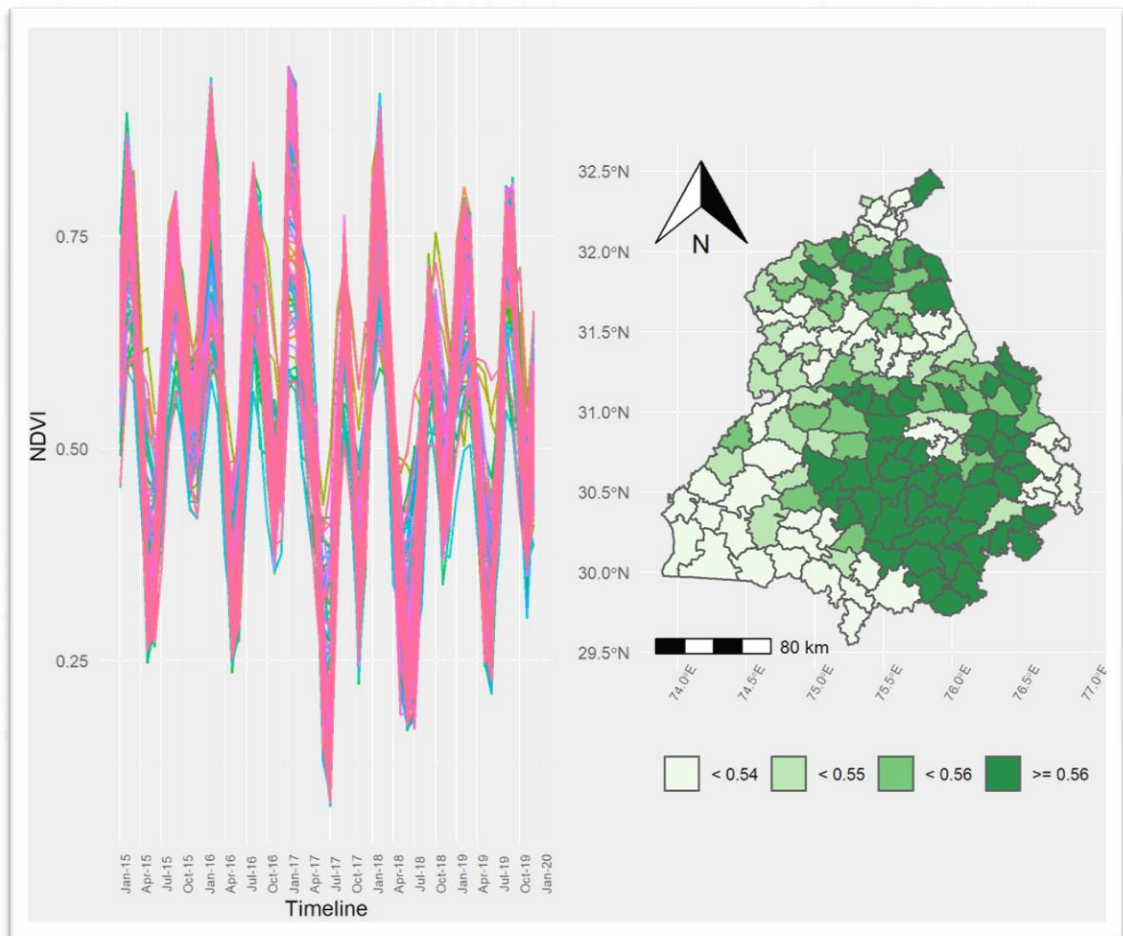 0.75
0.50
0.25
NDVI
Jan-15
Apr-15
Jul-15
Oct-15
Jan-16
Apr-16
Jul-16
Oct-16
Jan-17
Apr-17
Jul-17
Oct-17
Jan-18
Apr-18
Jul-18
Oct-18
Jan-19
Apr-19
Jul-19
Oct-19
Jan-20
Timeline
N
32.5°N
32.0°N
31.5°N
31.0°N
30.5°N
30.0°N
29.5°N
80 km
74.0°E
74.5°E
75.0°E
75.5°E
76.0°E
76.5°E
77.0°E
< 0.54
< 0.55
< 0.56
>= 0.56